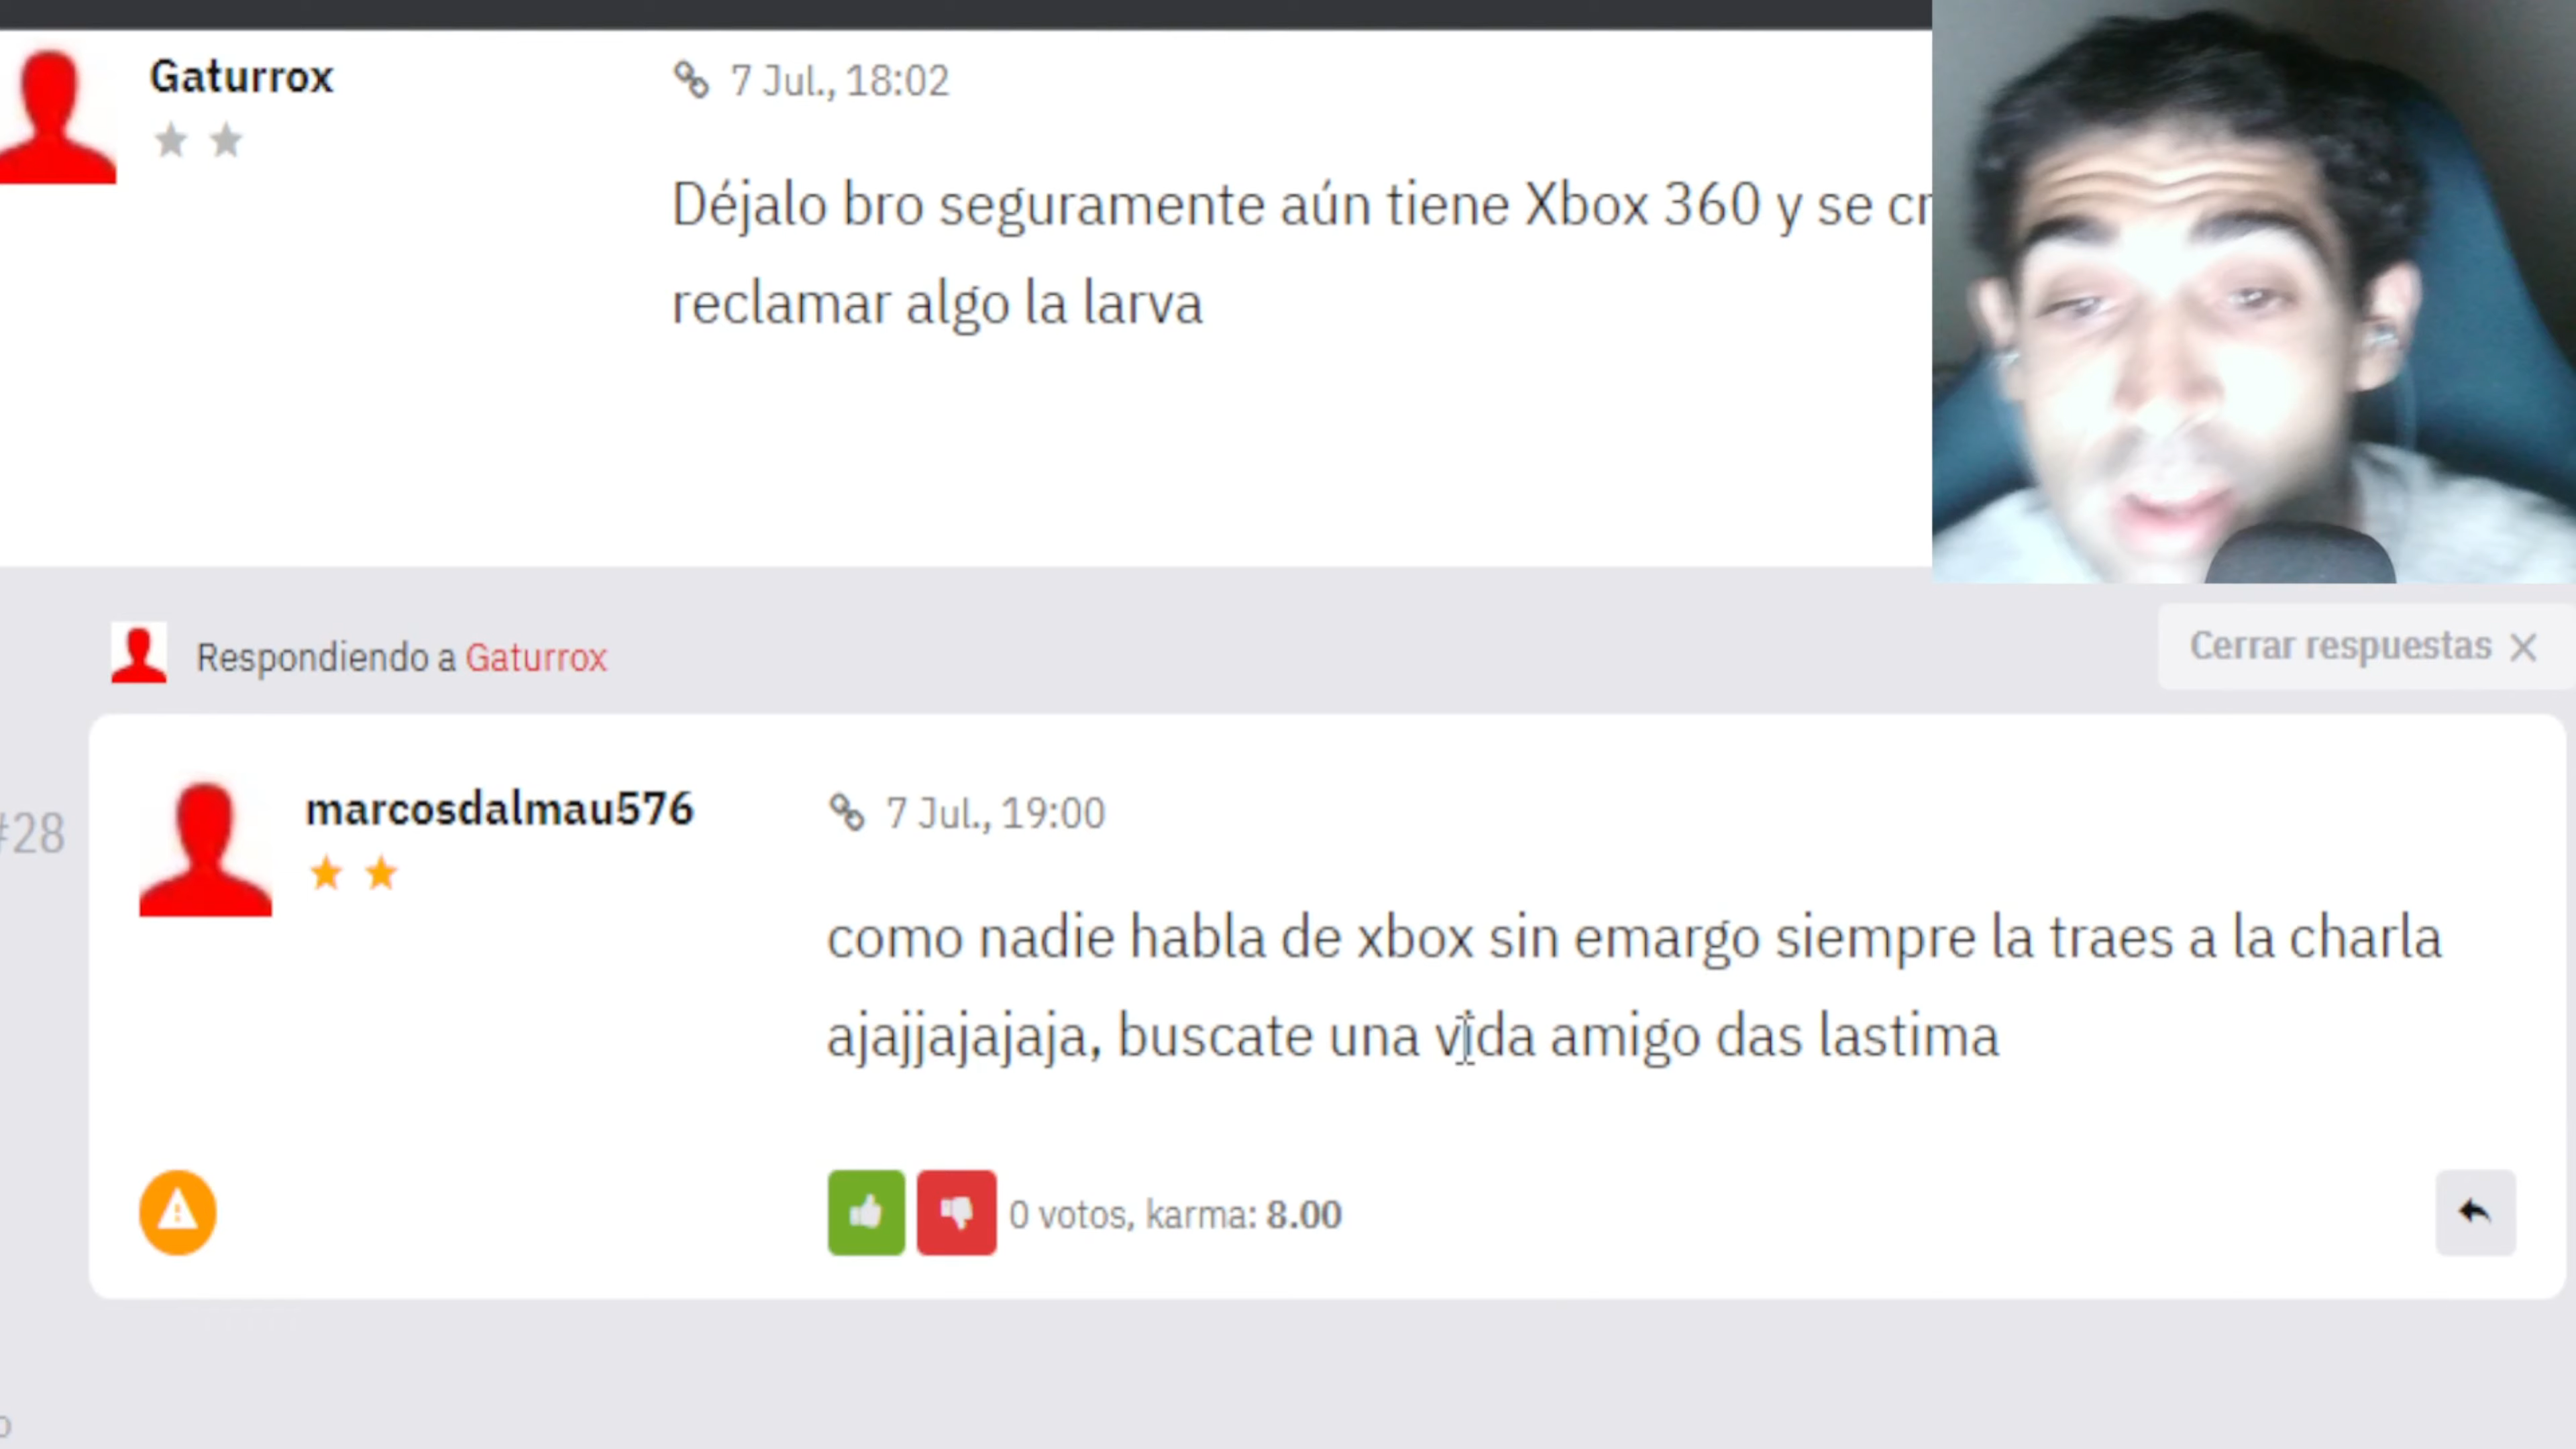 Gaturrox
7 Jul., 18:02
Déjalo bro seguramente aún tiene Xbox 360 y se
reclamar algo la larva
Respondiendo a Gaturrox
Cerrar respuestas
#28
marcosdalmau576
7 Jul., 19:00
como nadie habla de xbox sin emargo siempre la traes a la charla
ajajjajajaja, buscate una vida amigo das lastima
0 votos, karma: 8.00